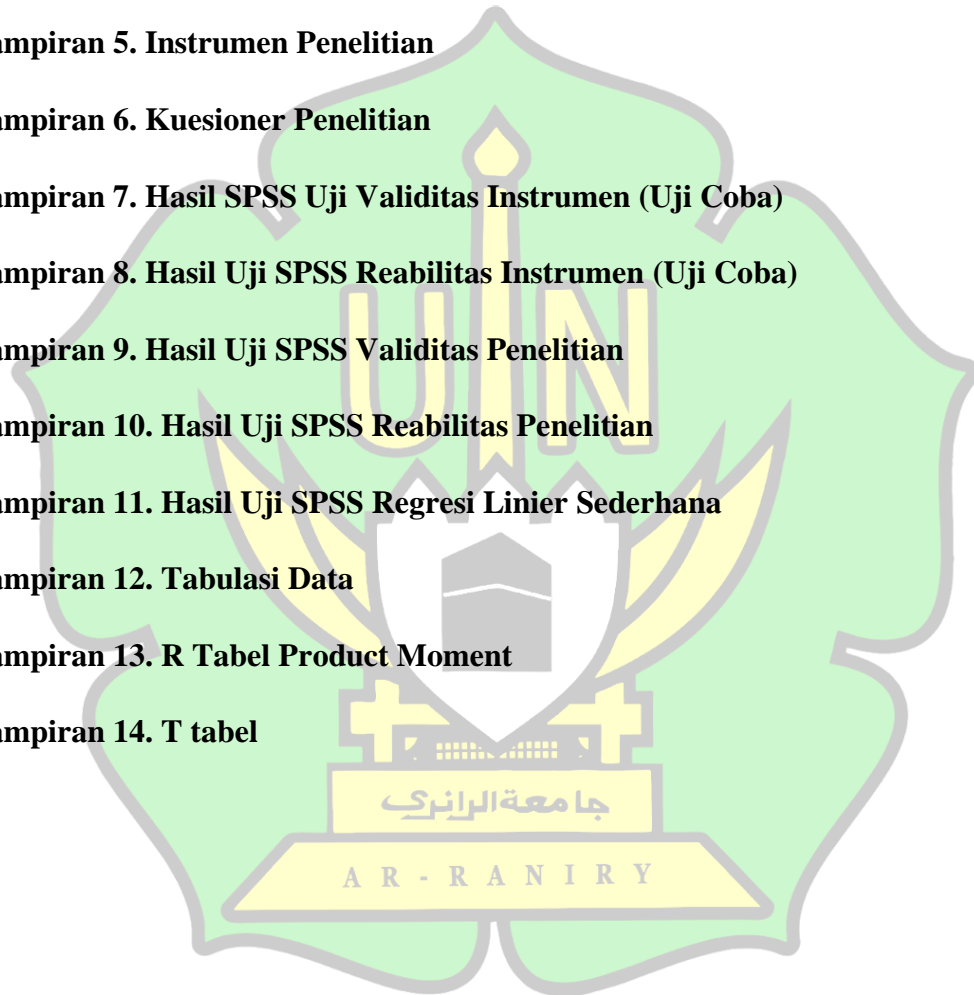 ampiran 5. Instrumen Penelitian
ampiran 6. Kuesioner Penelitian
ampiran 7. Hasil SPSS Uji Validitas Instrumen (Uji Coba)
ampiran 8. Hasil Uji SPSS Reabilitas Instrumen (Uji Coba)
ampiran 9. Hasil Uji SPSS Validitas Penelitian
ampiran 10. Hasil Uji SPSS Reabilitas Penelitian
ampiran 11. Hasil Uji SPSS Regresi Linier Sederhana
ampiran 12. Tabulasi Data
ampiran 13. R Tabel Product Moment
ampiran 14. T tabel
UIN
جامعة الرانري
AR-RANIRY